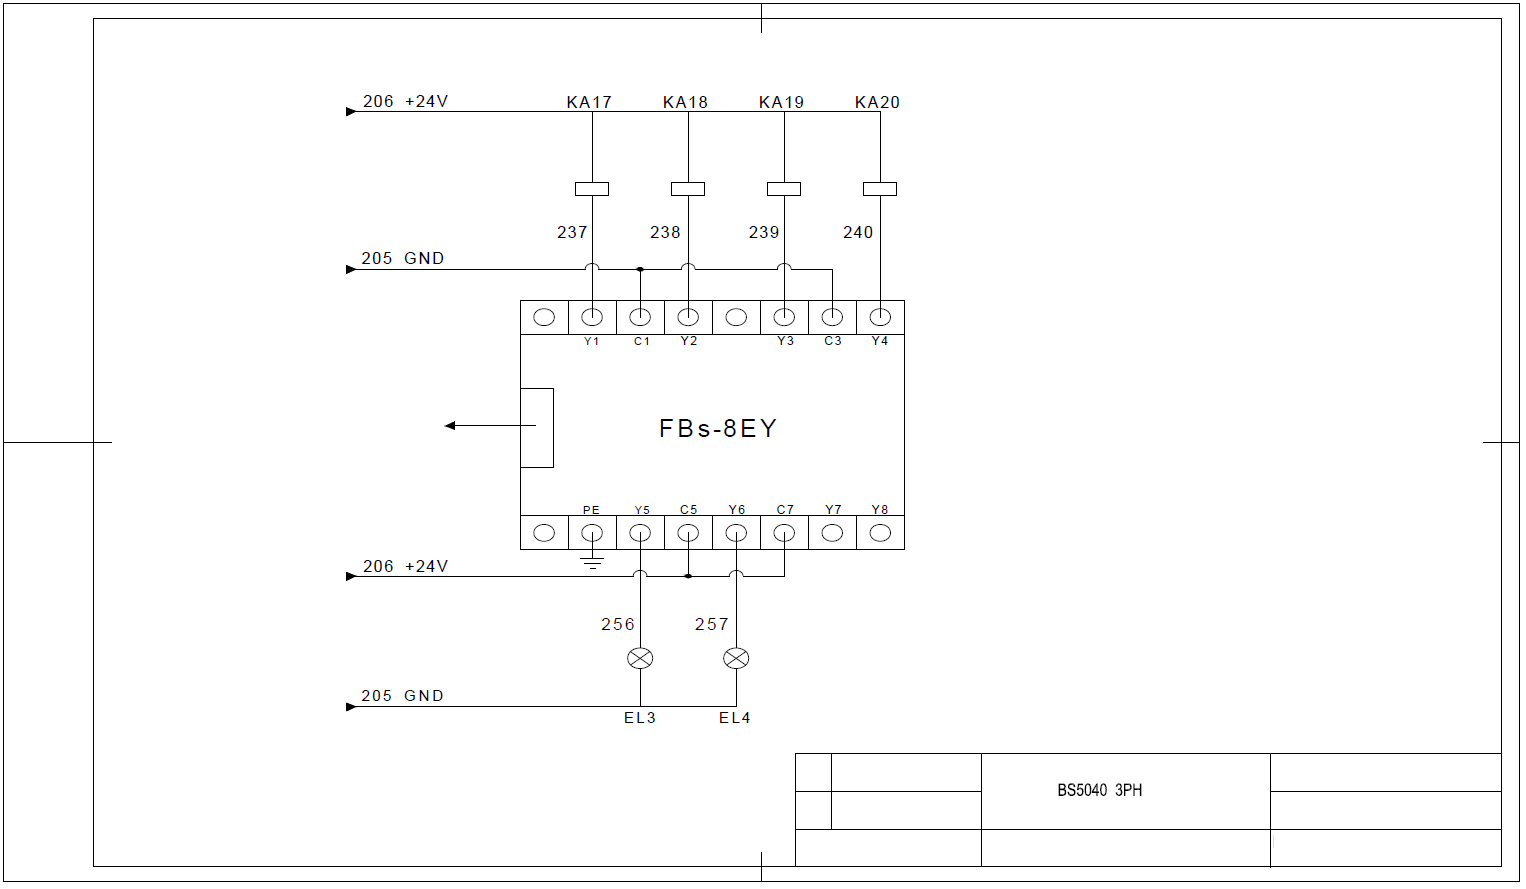 206 +24V KA17 KA18 KA19 KA20
237 238 239 240
205 GND
Y1 C1 Y2 Y3 C3 Y4
FBs-8EY
PE Y5 C5 Y6 C7 Y7 Y8
206 +24V
256 257
205 GND
EL3 EL4
BS5040 3PH